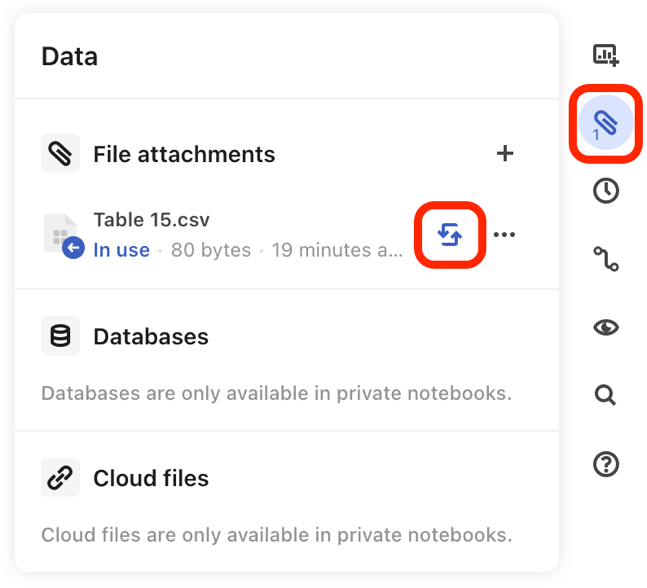 Data
File attachments
1
Table 15.csv
In use · 80 bytes · 19 minutes a...
Databases
Databases are only available in private notebooks.
Cloud files
Cloud files are only available in private notebooks.